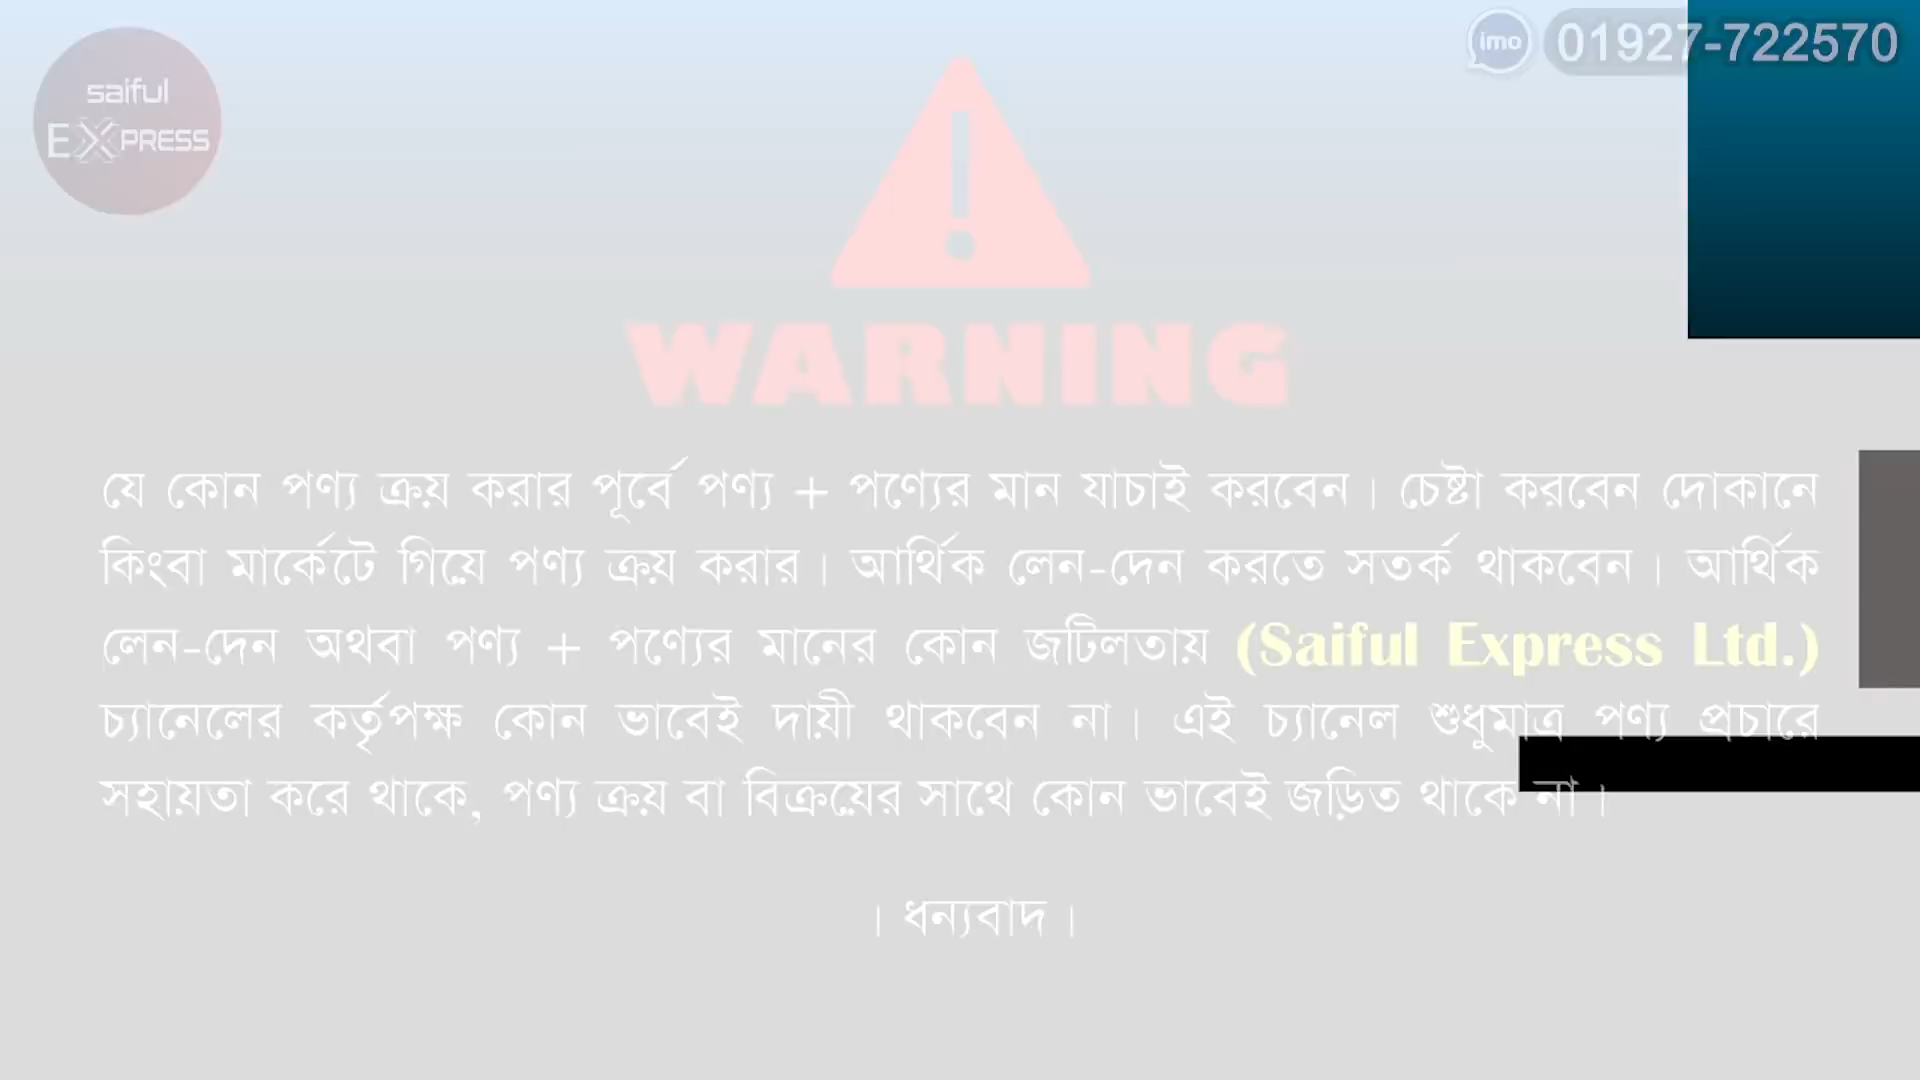 saiful
EXPRESS
imo 01927-722570
WARNING
যে কোন পণ্য ক্রয় করার পূর্বে পণ্য + পণ্যের মান যাচাই করবেন। চেষ্টা করবেন দোকানে
কিংবা মার্কেটে গিয়ে পণ্য ক্রয় করার। আর্থিক লেন-দেন করতে সতর্ক থাকবেন। আর্থিক
লেন-দেন অথবা পণ্য + পণ্যের মানের কোন জটিলতায় (Saiful Express Ltd.)
চ্যানেলের কর্তৃপক্ষ কোন ভাবেই দায়ী থাকবেন না। এই চ্যানেল শুধুমাত্র পণ্য প্রচারে
সহায়তা করে থাকে, পণ্য ক্রয় বা বিক্রয়ের সাথে কোন ভাবেই জড়িত থাকে না।
। ধন্যবাদ ।